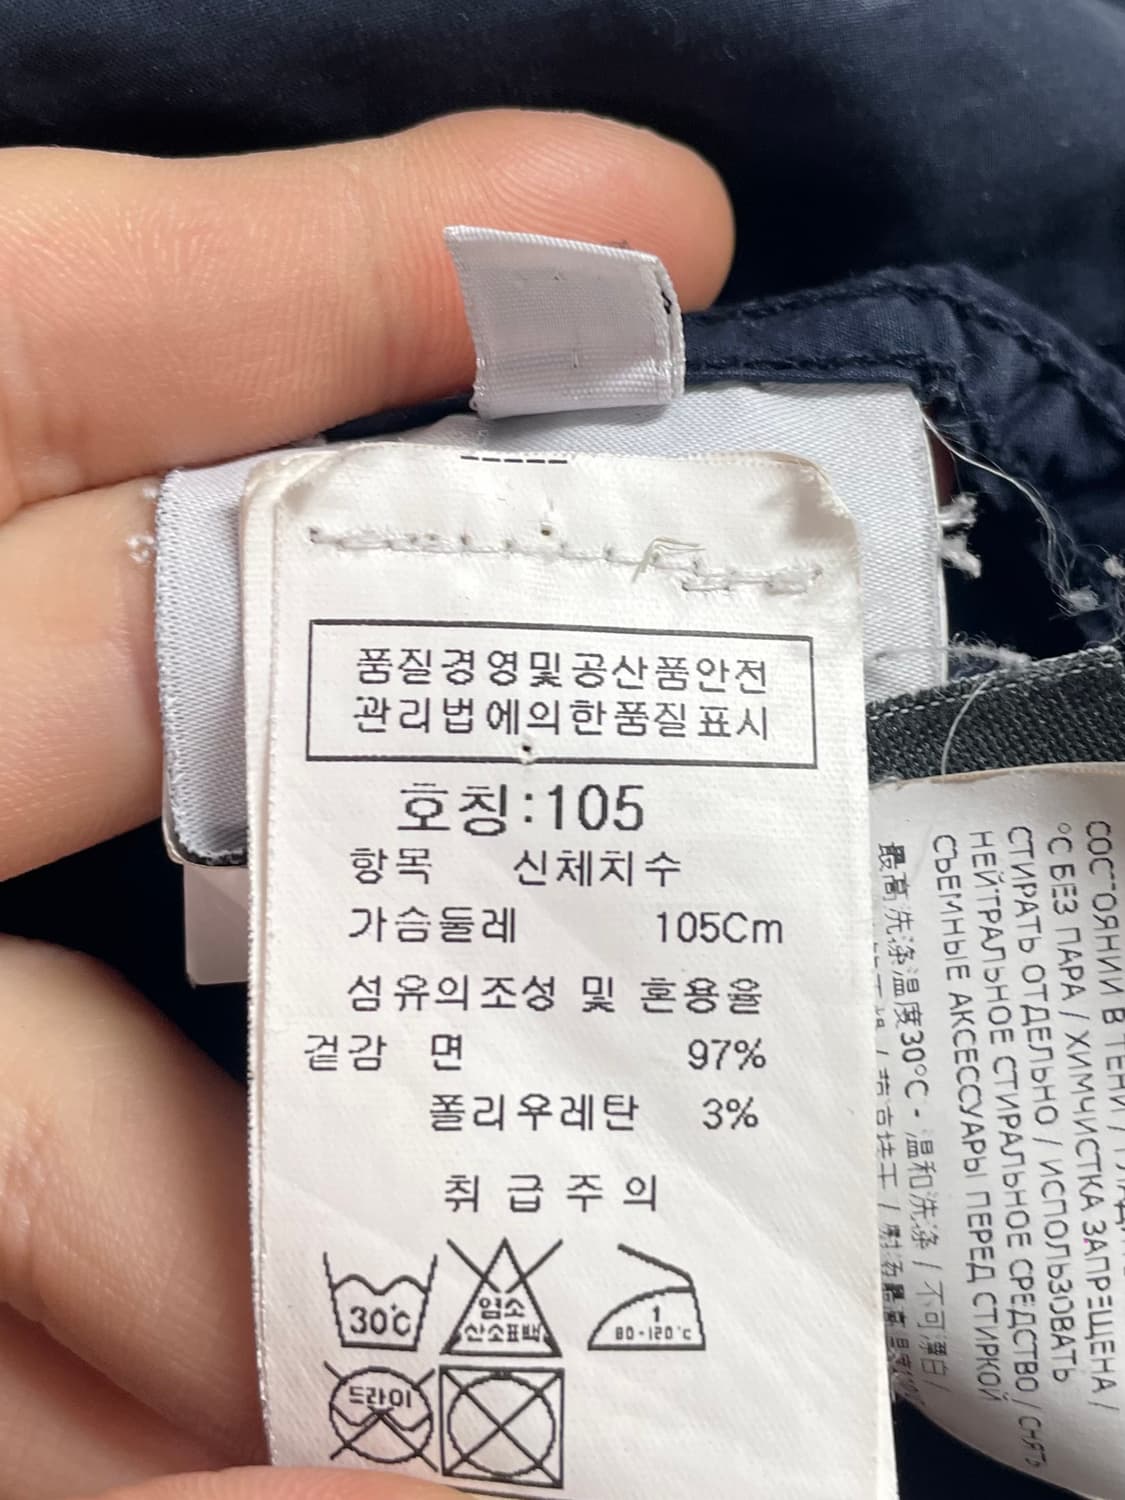 품질경영및공산품안전
관리법에의한품질표시
호칭:105
항목 신체치수
가슴둘레 105Cm
섬유의조성 및 혼용율
겉감 면 97%
폴리우레탄 3%
취급주의
30℃
염소
산소표백
1
80-120℃
드라이
СОСТОЯНИИ В ТЕНИ /
°C БЕЗ ПАРА / ХИМЧИСТКА ЗАПРЕЩЕНА /
СТИРАТЬ ОТДЕЛЬНО / ИСПОЛЬЗОВАТЬ
НЕЙТРАЛЬНОЕ СТИРАЛЬНОЕ СРЕДСТВО / СНЯТЬ
СЪЕМНЫЕ АКСЕССУАРЫ ПЕРЕД СТИРКОЙ
最高洗涤温度30°C - 温和洗涤 / 不可漂白 /